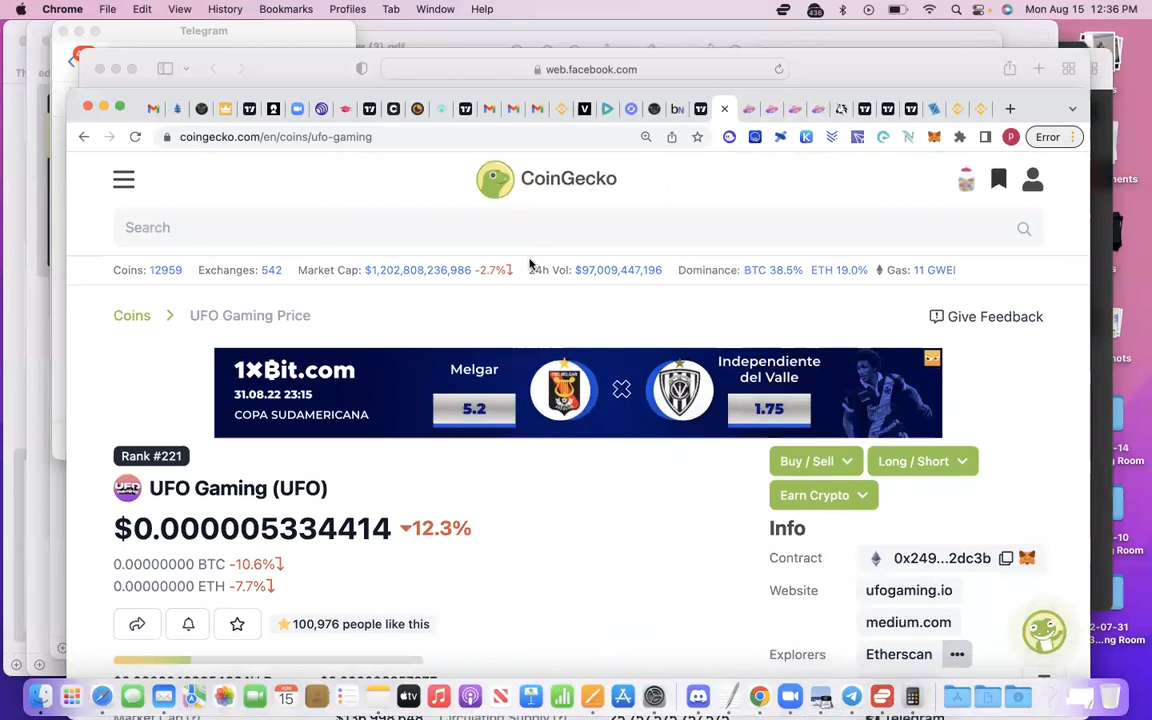 Chrome File Edit View History Bookmarks Profiles Tab Window Help 436 Mon Aug 15 12:36 PM
Telegram
web.facebook.com
coingecko.com/en/coins/ufo-gaming Error
CoinGecko
Search
Coins: 12959 Exchanges: 542 Market Cap: $1,202,808,236,986 -2.7% 24h Vol: $97,009,447,196 Dominance: BTC 38.5% ETH 19.0% Gas: 11 GWEI
Coins > UFO Gaming Price Give Feedback
1XBit.com
31.08.22 23:15
COPA SUDAMERICANA
Melgar
5.2
Independiente
del Valle
1.75
Rank #221
UFO Gaming (UFO)
$0.000005334414 12.3%
0.00000000 BTC -10.6%
0.00000000 ETH -7.7%
100,976 people like this
Buy / Sell Long / Short
Earn Crypto
Info
Contract 0x249...2dc3b
Website ufogaming.io
medium.com
Explorers Etherscan